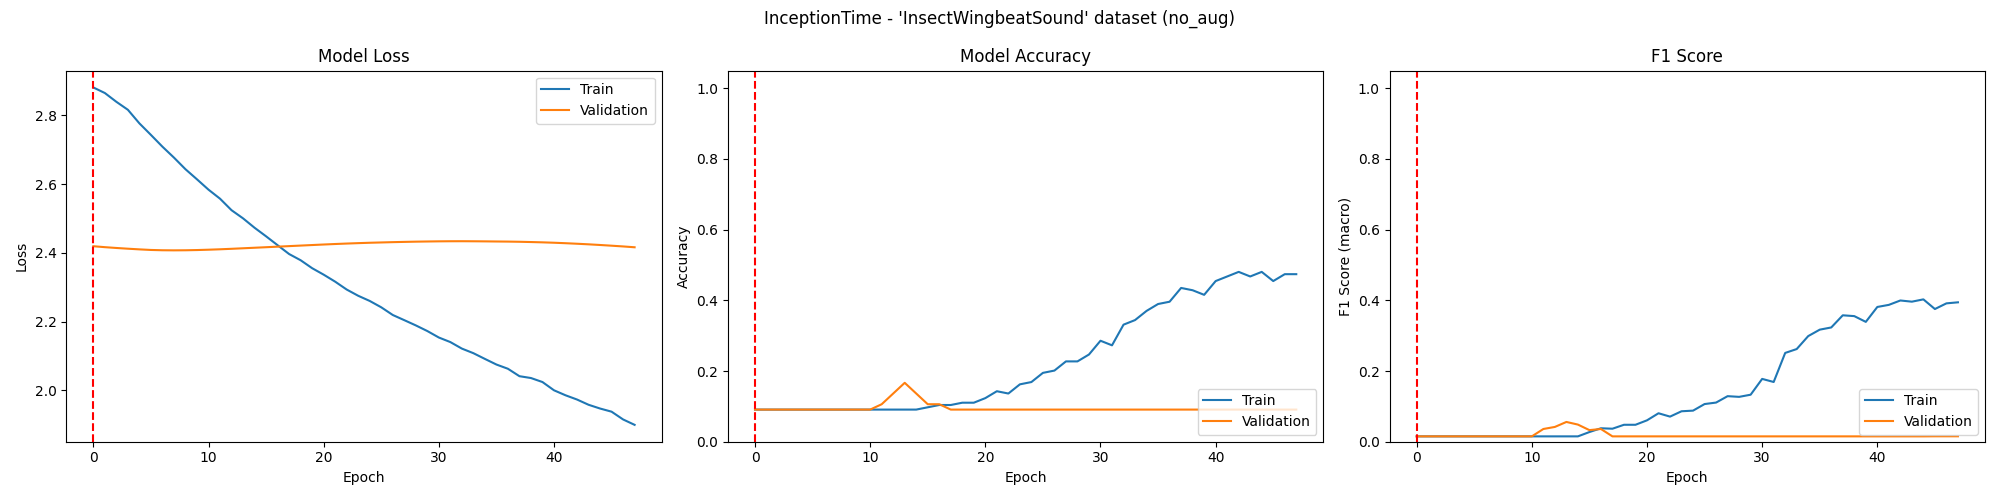 InceptionTime - 'InsectWingbeatSound' dataset (no_aug)
Model Loss
Loss
2.8
2.6
2.4
2.2
2.0
0 10 20 30 40
Epoch
Train
Validation
Model Accuracy
Accuracy
1.0
0.8
0.6
0.4
0.2
0.0
0 10 20 30 40
Epoch
Train
Validation
F1 Score
F1 Score (macro)
1.0
0.8
0.6
0.4
0.2
0.0
0 10 20 30 40
Epoch
Train
Validation